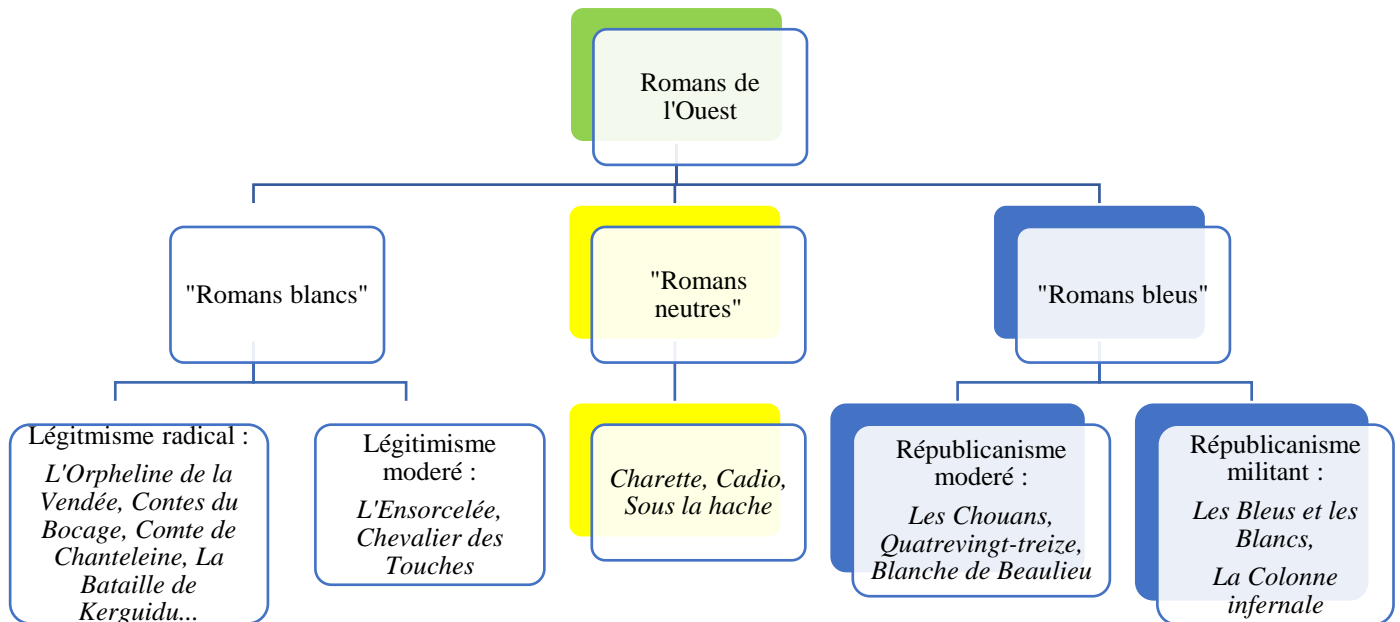 Romans de
l'Ouest
"Romans blancs"
"Romans
neutres"
"Romans bleus"
Légitmisme radical :
L'Orpheline de la
Vendée, Contes du
Bocage, Comte de
Chanteleine, La
Bataille de
Kerguidu...
Légitimisme
moderé :
L'Ensorcelée,
Chevalier des
Touches
Charette, Cadio,
Sous la hache
Républicanisme
moderé :
Les Chouans,
Quatrevingt-treize,
Blanche de Beaulieu
Républicanisme
militant :
Les Bleus et les
Blancs,
La Colonne
infernale